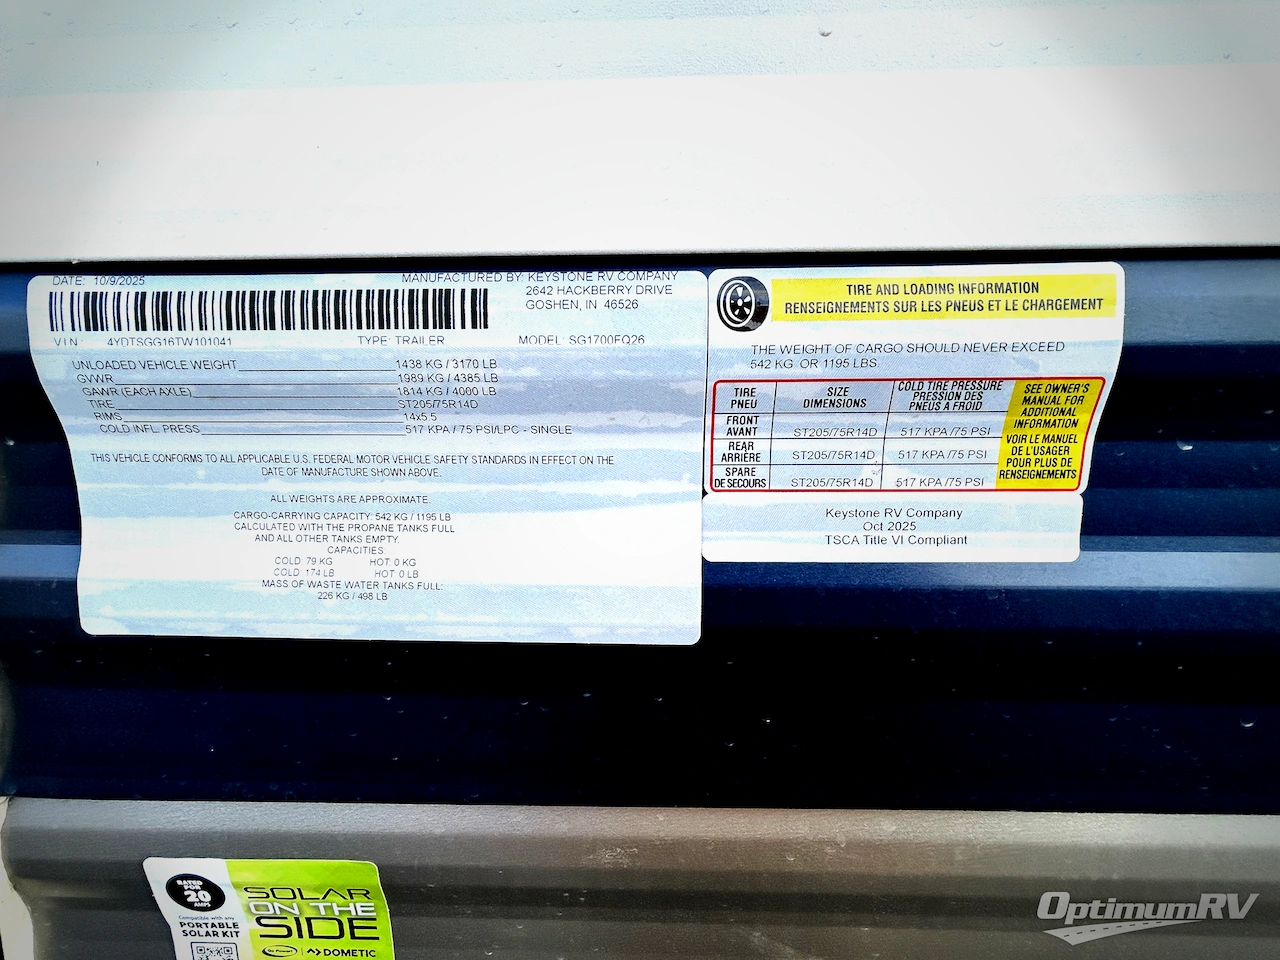 DATE: 10/9/2025
MANUFACTURED BY: KEYSTONE RV COMPANY
2642 HACKBERRY DRIVE
GOSHEN, IN 46526
VIN: 4YDTSGG16TW101041 TYPE: TRAILER MODEL: SG1700FQ26
UNLOADED VEHICLE WEIGHT 1438 KG / 3170 LB
GVWR 1989 KG / 4385 LB
GAWR (EACH AXLE) 1814 KG / 4000 LB
TIRE ST205/75R14D
RIMS 14x5.5
COLD INFL. PRESS 517 KPA / 75 PSI/LPC - SINGLE
THIS VEHICLE CONFORMS TO ALL APPLICABLE U.S. FEDERAL MOTOR VEHICLE SAFETY STANDARDS IN EFFECT ON THE
DATE OF MANUFACTURE SHOWN ABOVE.
ALL WEIGHTS ARE APPROXIMATE.
CARGO-CARRYING CAPACITY: 542 KG / 1195 LB
CALCULATED WITH THE PROPANE TANKS FULL
AND ALL OTHER TANKS EMPTY.
CAPACITIES:
COLD: 79 KG HOT: 0 KG
COLD: 174 LB HOT: 0 LB
MASS OF WASTE WATER TANKS FULL:
226 KG / 498 LB
TIRE AND LOADING INFORMATION
RENSEIGNEMENTS SUR LES PNEUS ET LE CHARGEMENT
THE WEIGHT OF CARGO SHOULD NEVER EXCEED
542 KG OR 1195 LBS.
TIRE
PNEU
SIZE
DIMENSIONS
COLD TIRE PRESSURE
PRESSION DES
PNEUS A FROID
FRONT
AVANT
ST205/75R14D 517 KPA /75 PSI
REAR
ARRIÈRE
ST205/75R14D 517 KPA /75 PSI
SPARE
DE SECOURS
ST205/75R14D 517 KPA /75 PSI
SEE OWNER'S
MANUAL FOR
ADDITIONAL
INFORMATION
VOIR LE MANUEL
DE L'USAGER
POUR PLUS DE
RENSEIGNEMENTS
Keystone RV Company
Oct 2025
TSCA Title VI Compliant
RATED
FOR
20
AMPS
Compatible with any
PORTABLE
SOLAR KIT
SOLAR
ON THE
SIDE
Go Power!
DOMETIC
OptimumRV